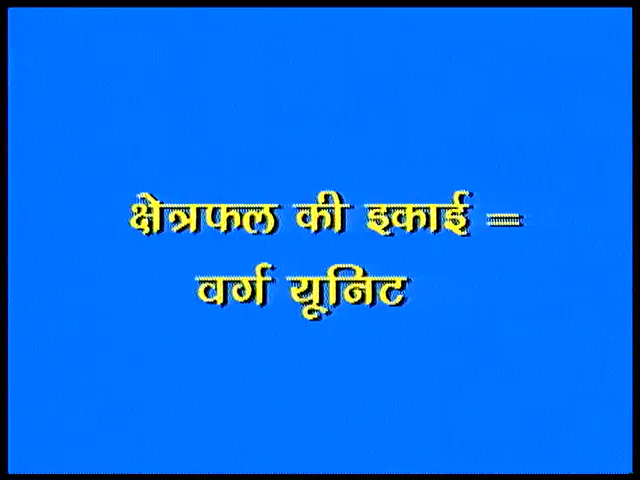 क्षेत्रफल की इकाई =
वर्ग यूनिट